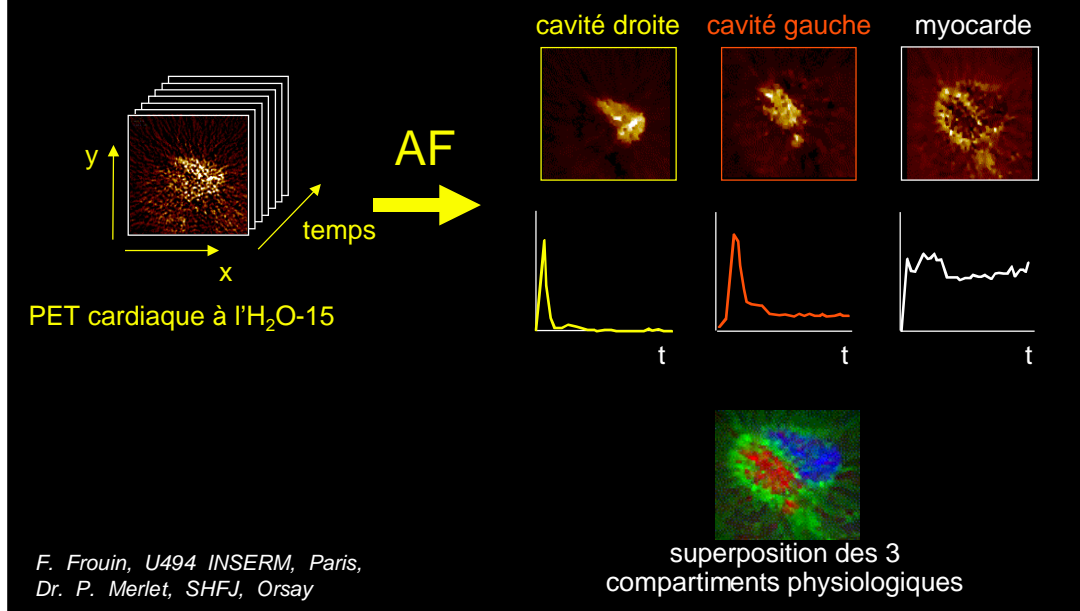 cavité droite
cavité gauche
myocarde
AF
y
temps
x
PET cardiaque à l'H₂O-15
t
t
t
superposition des 3
compartiments physiologiques
F. Frouin, U494 INSERM, Paris,
Dr. P. Merlet, SHFJ, Orsay